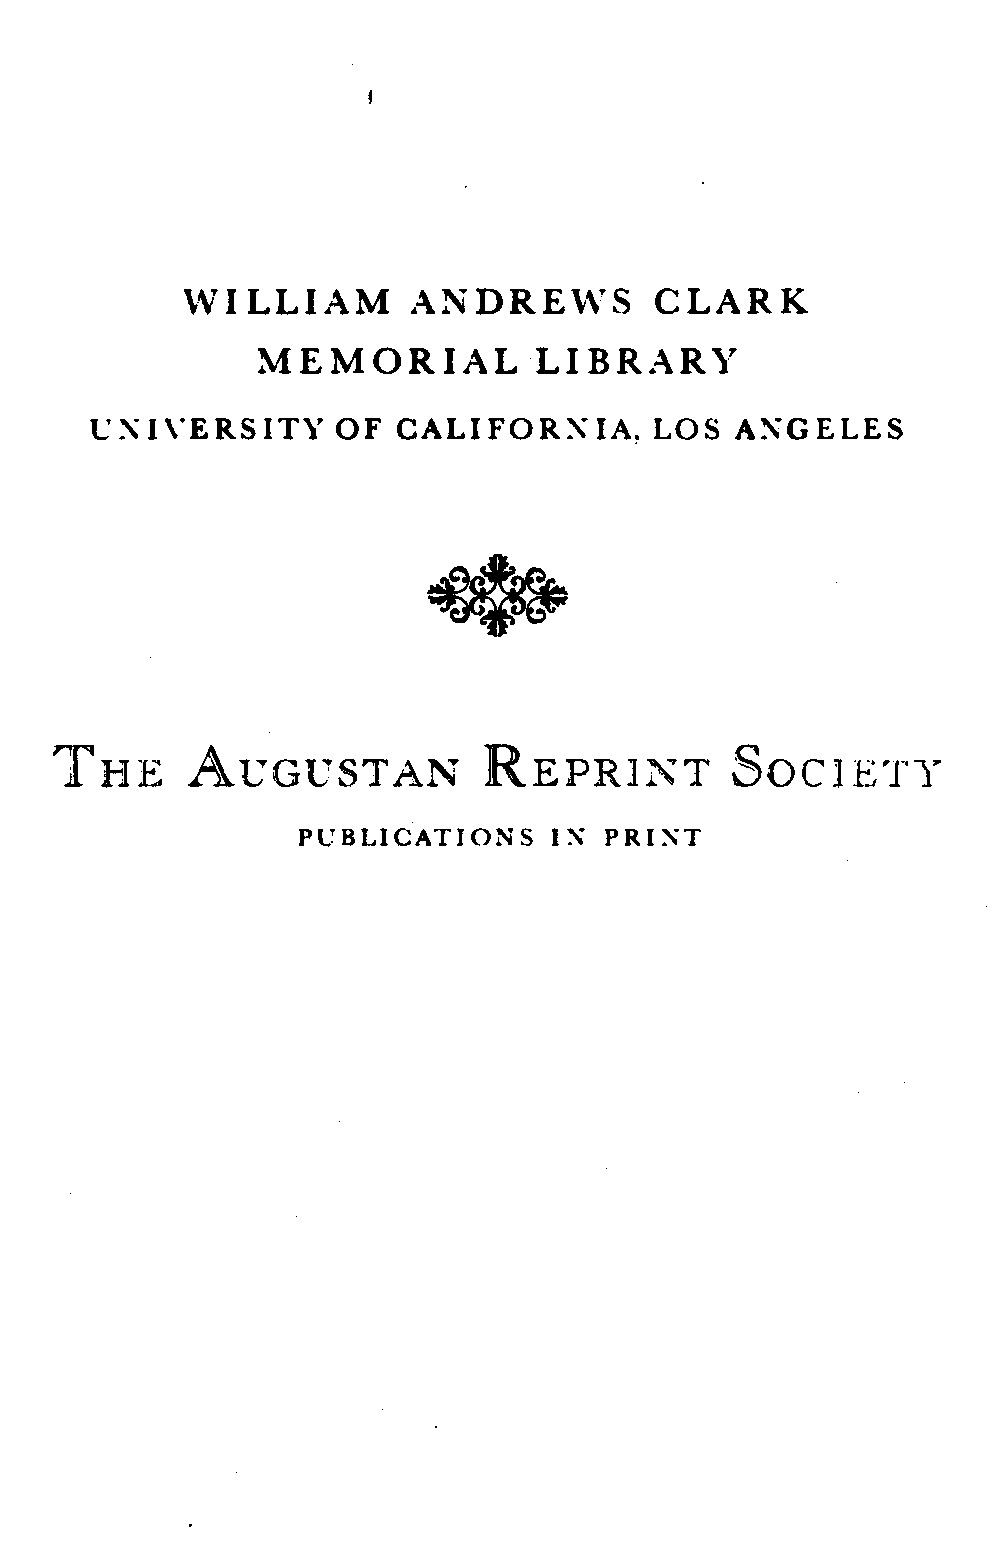 WILLIAM ANDREWS CLARK
MEMORIAL LIBRARY
UNIVERSITY OF CALIFORNIA, LOS ANGELES
THE AUGUSTAN REPRINT SOCIETY
PUBLICATIONS IN PRINT